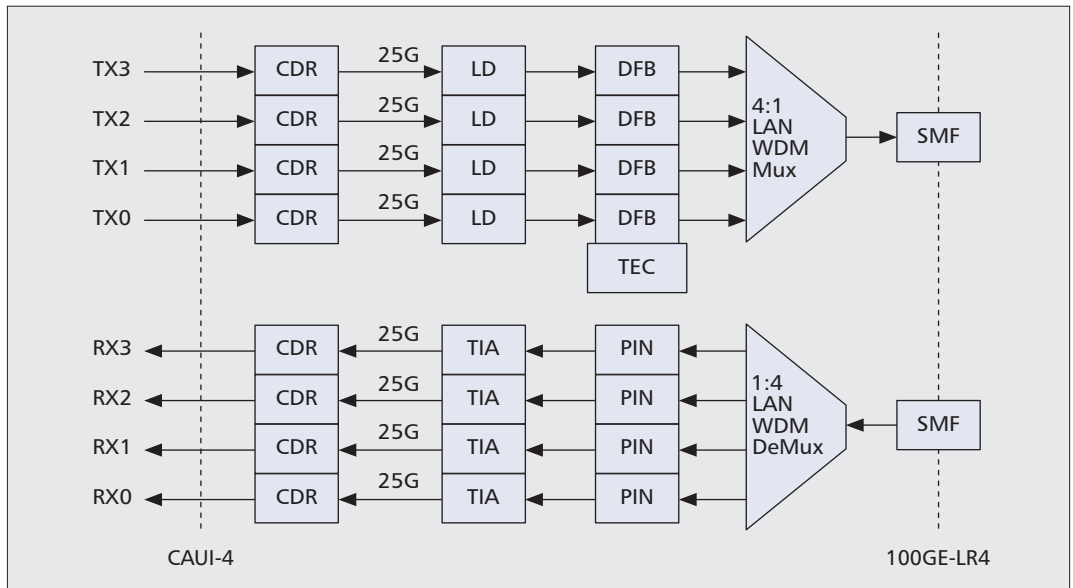 TX3 CDR 25G LD DFB
TX2 CDR 25G LD DFB
TX1 CDR 25G LD DFB
TX0 CDR 25G LD DFB
4:1
LAN
WDM
Mux
SMF
TEC
RX3 CDR 25G TIA PIN
RX2 CDR 25G TIA PIN
RX1 CDR 25G TIA PIN
RX0 CDR 25G TIA PIN
1:4
LAN
WDM
DeMux
SMF
CAUI-4
100GE-LR4